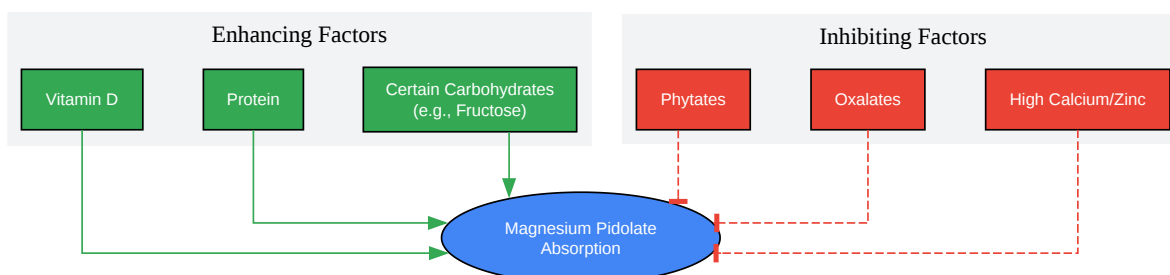 Enhancing Factors
Vitamin D
Protein
Certain Carbohydrates
(e.g., Fructose)
Inhibiting Factors
Phytates
Oxalates
High Calcium/Zinc
Magnesium Pidolate
Absorption